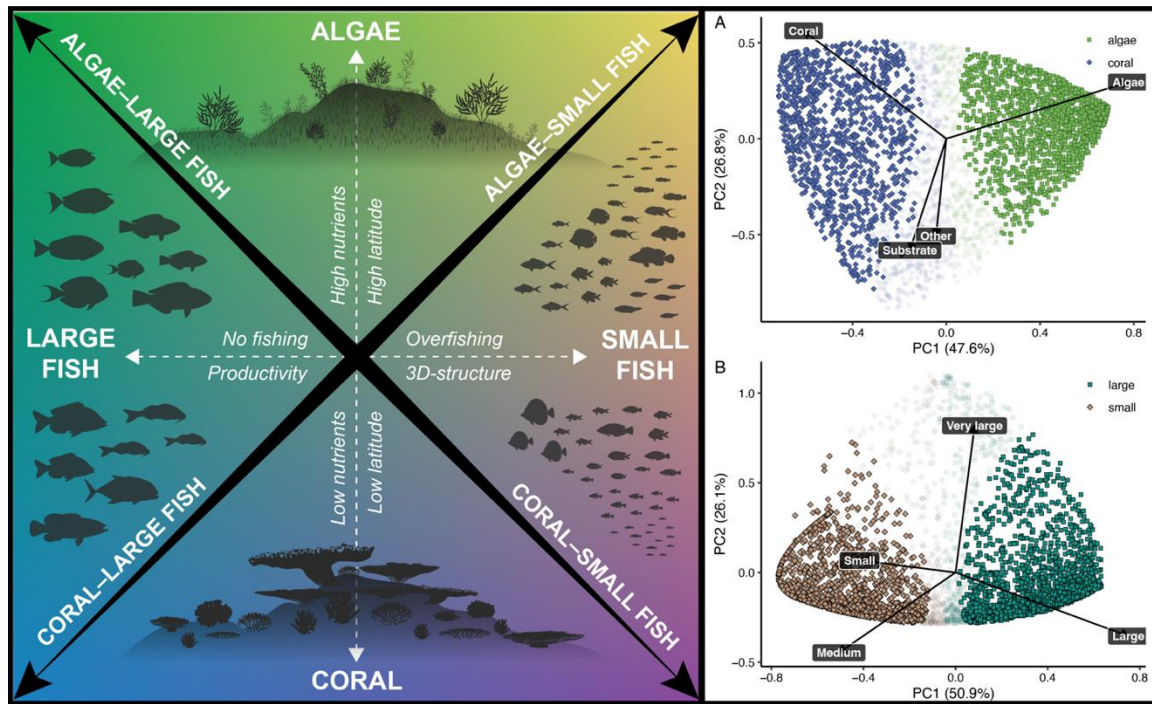 ALGAE
ALGAE–LARGE FISH
ALGAE–SMALL FISH
High nutrients
High latitude
LARGE
FISH
No fishing
Productivity
Overfishing
3D-structure
SMALL
FISH
Low nutrients
Low latitude
CORAL–LARGE FISH
CORAL–SMALL FISH
CORAL
A
Coral
algae
coral
Algae
Other
Substrate
0.5
0.0
−0.5
PC2 (26.8%)
−0.4
0.0
0.4
0.8
PC1 (47.6%)
B
large
small
Very large
Small
Medium
Large
1.0
0.5
0.0
−0.5
PC2 (26.1%)
−0.8
−0.4
0.0
0.4
0.8
PC1 (50.9%)